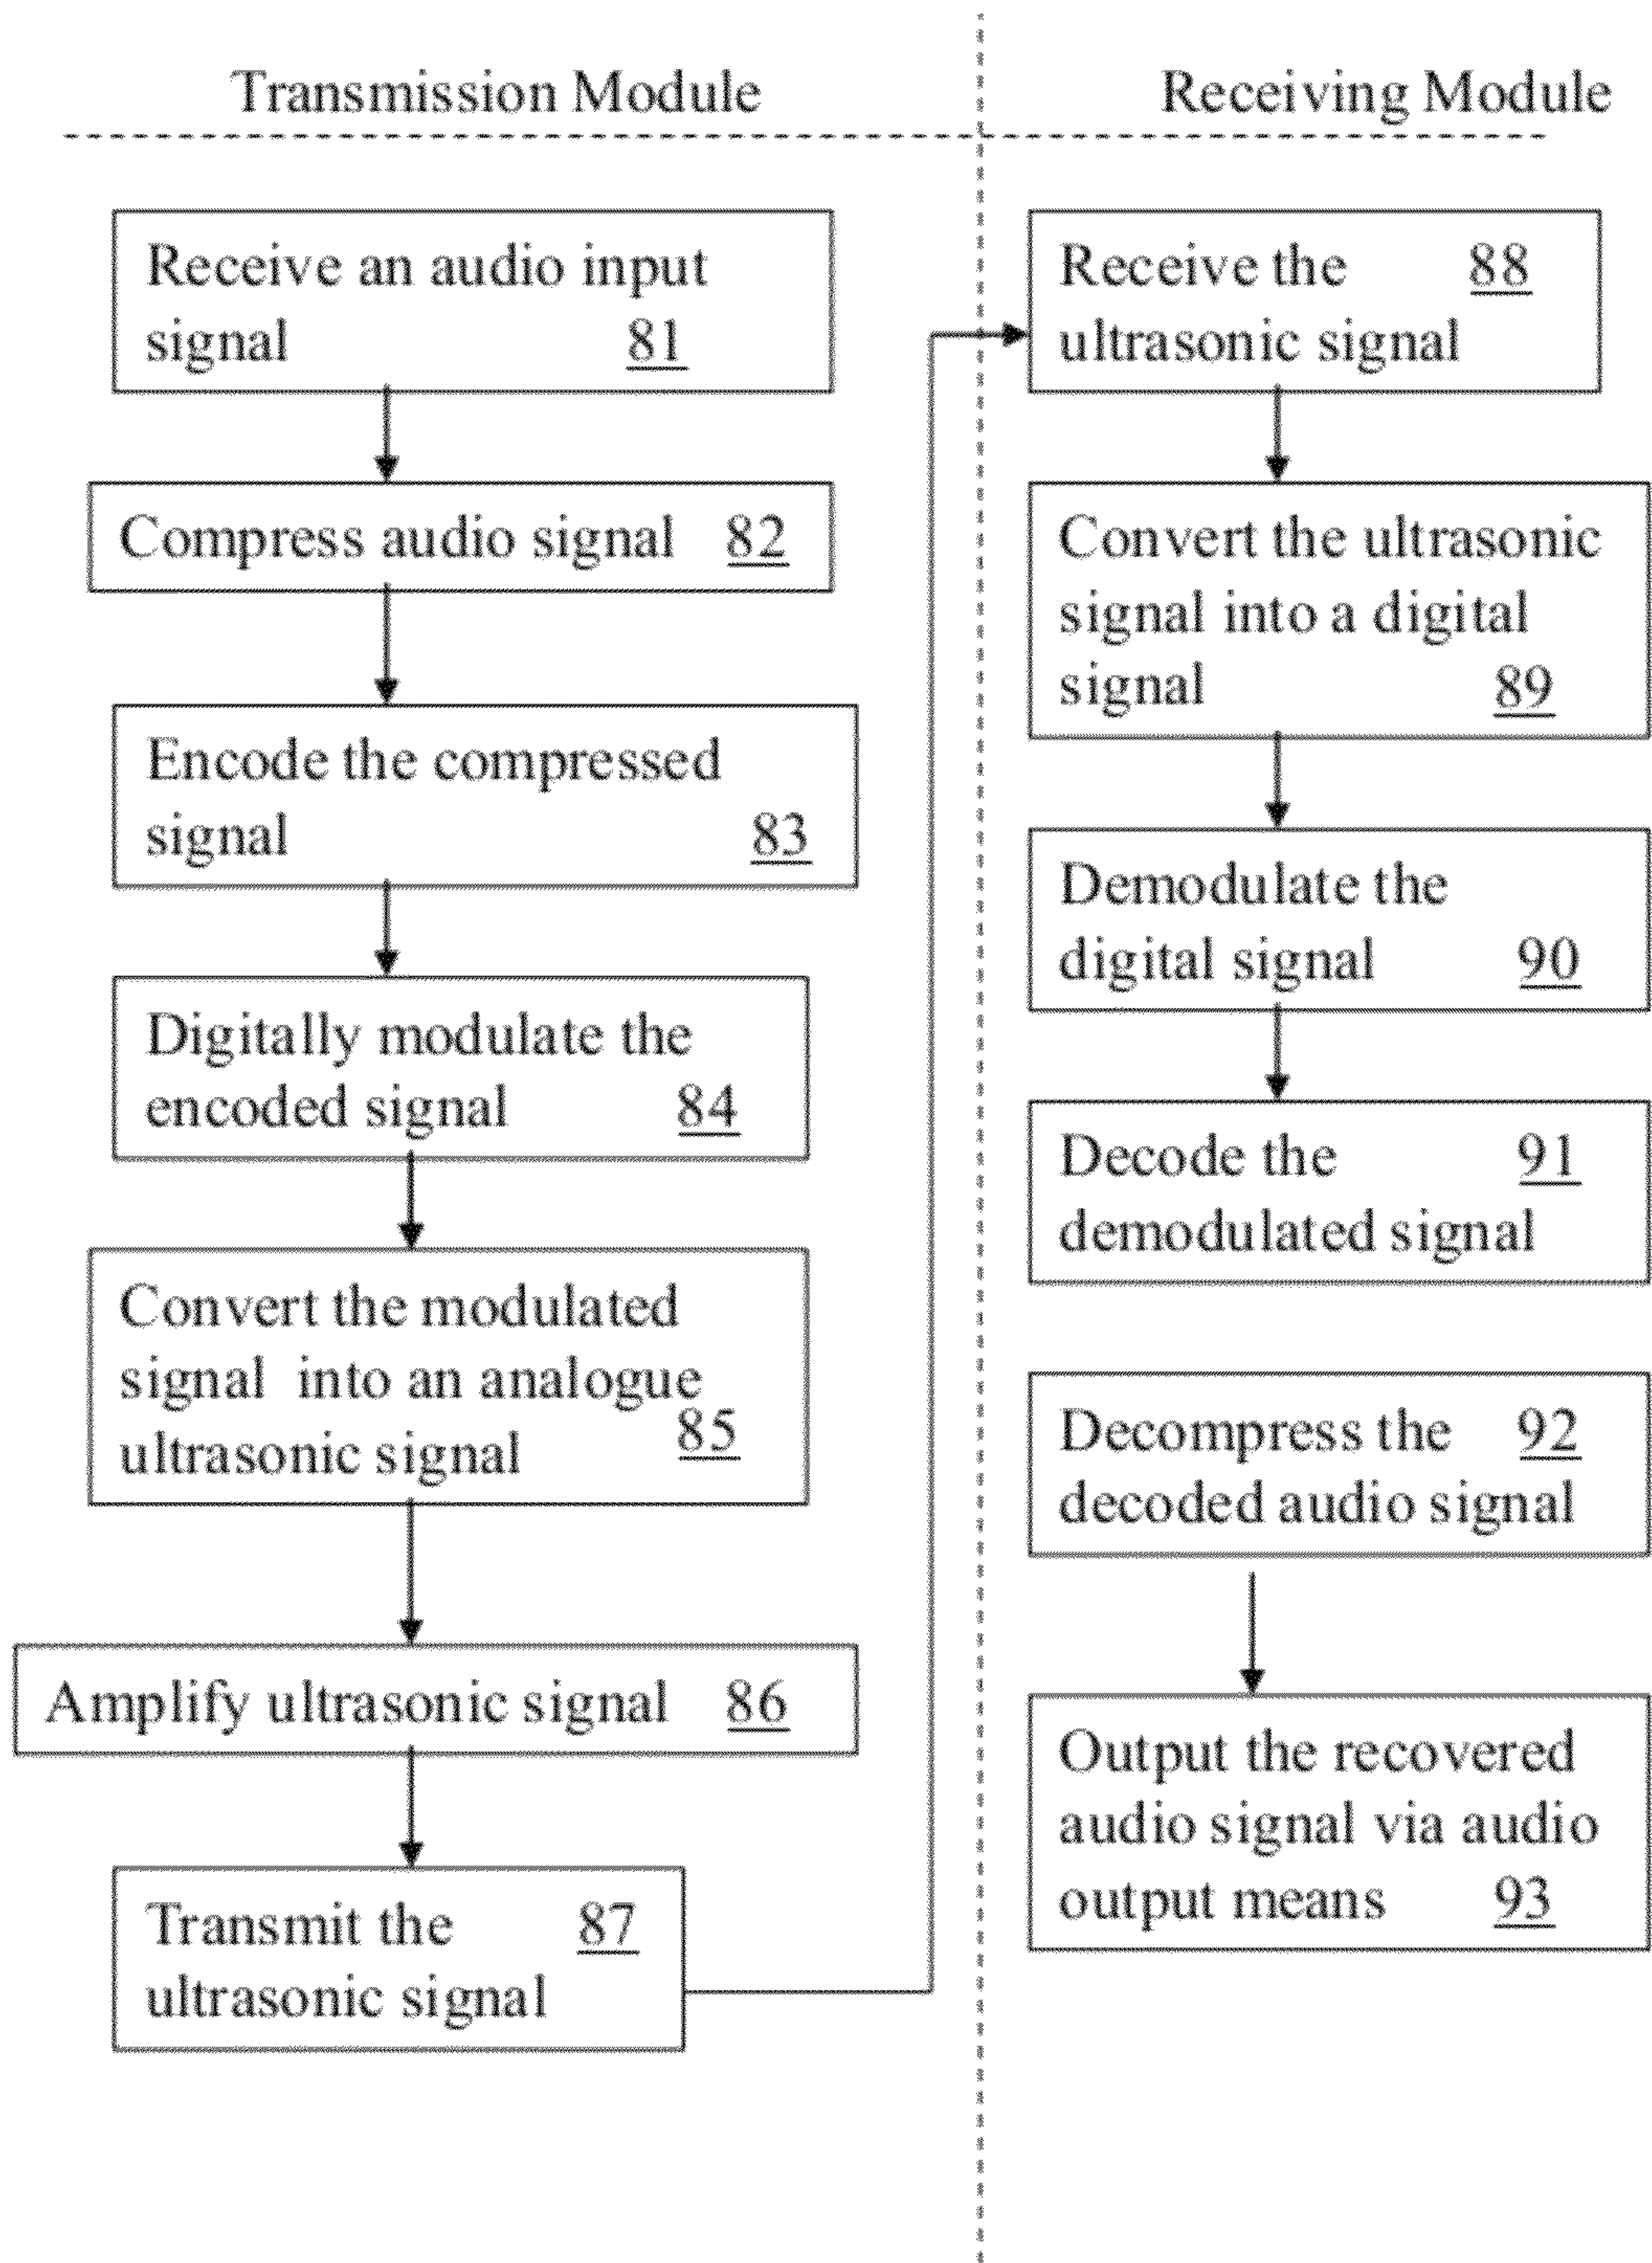 Transmission Module
Receive an audio input
signal 81
Compress audio signal 82
Encode the compressed
signal 83
Digitally modulate the
encoded signal 84
Convert the modulated
signal into an analogue
ultrasonic signal 85
Amplify ultrasonic signal 86
Transmit the 87
ultrasonic signal
Receiving Module
Receive the 88
ultrasonic signal
Convert the ultrasonic
signal into a digital
signal 89
Demodulate the
digital signal 90
Decode the 91
demodulated signal
Decompress the 92
decoded audio signal
Output the recovered
audio signal via audio
output means 93